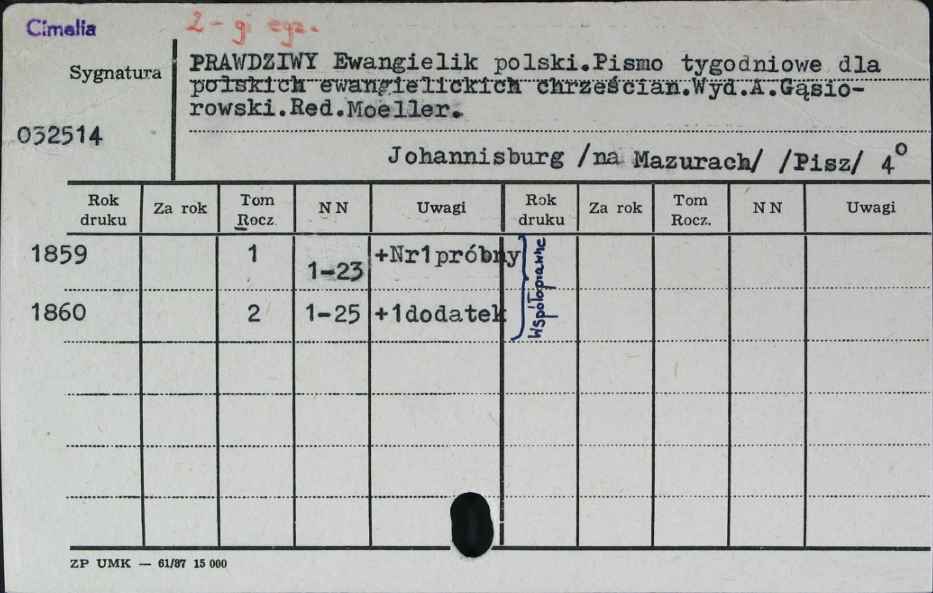 Cimelia
2-gi egz.
Sygnatura
032514
PRAWDZIWY Ewangielik polski.Pismo tygodniowe dla
polskich ewangielickich chrześcian.Wyd.A.Gąsio-
rowski.Red.Moeller.
Johannisburg /na Mazurach/ /Pisz/ 4°
Rok druku Za rok Tom Rocz. N N Uwagi Rok druku Za rok Tom Rocz. N N Uwagi
1859 1 1-23 +Nr1próbny
1860 2 1-25 +1dodatek
Współoprawne
ZP UMK — 61/87 15 000